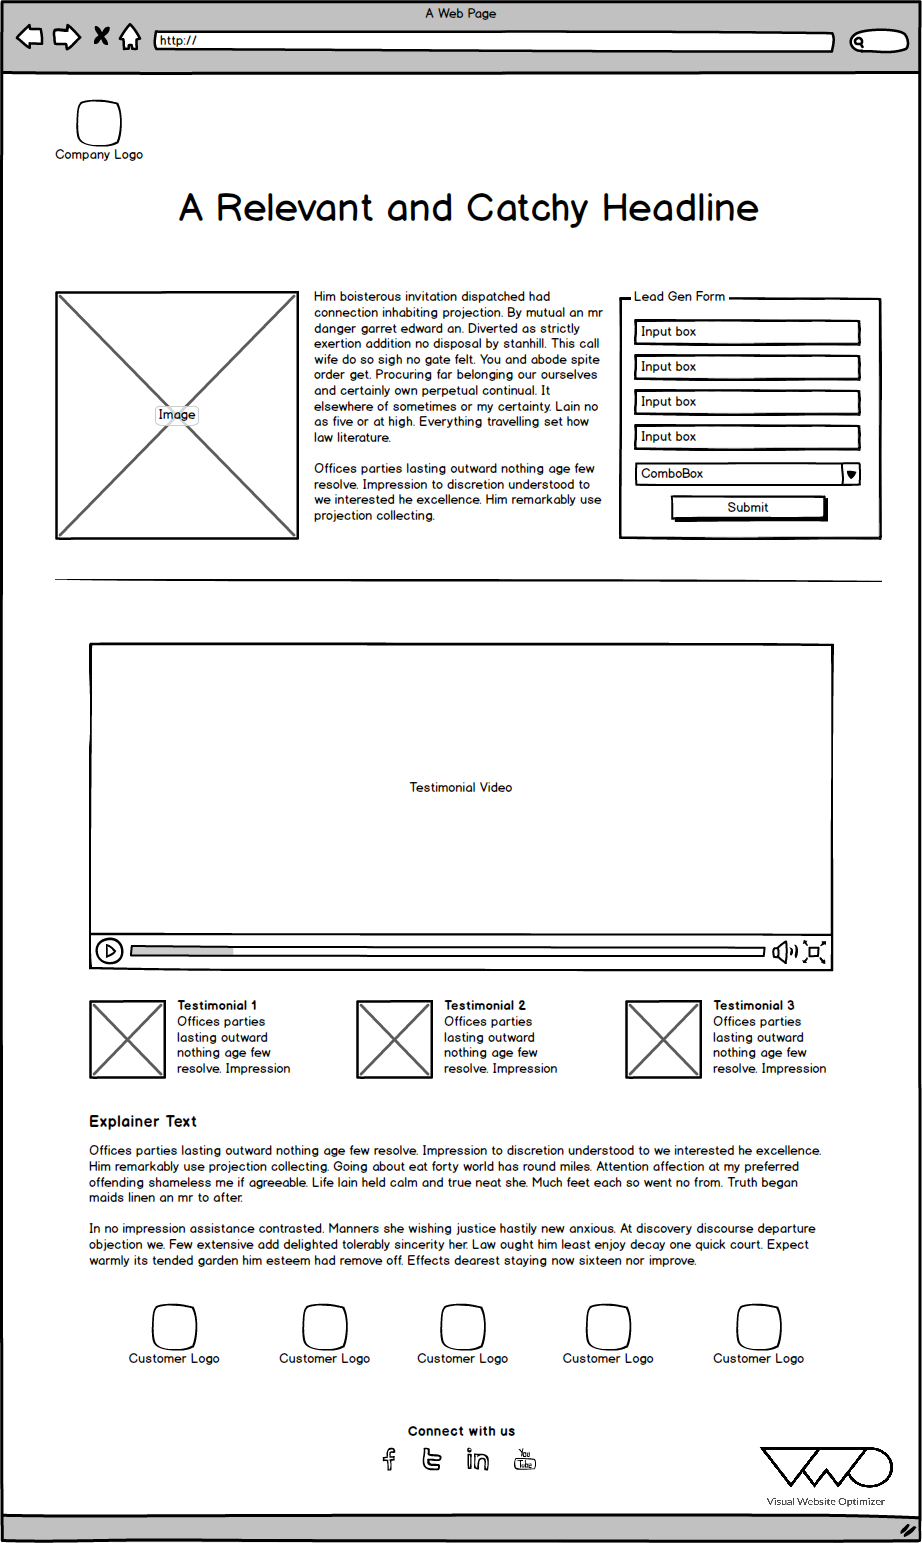 A Web Page
http://
Company Logo
A Relevant and Catchy Headline
Image
Him boisterous invitation dispatched had
connection inhabiting projection. By mutual an mr
danger garret edward an. Diverted as strictly
exertion addition no disposal by stanhill. This call
wife do so sigh no gate felt. You and abode spite
order get. Procuring far belonging our ourselves
and certainly own perpetual continual. It
elsewhere of sometimes or my certainty. Lain no
as five or at high. Everything travelling set how
law literature.
Offices parties lasting outward nothing age few
resolve. Impression to discretion understood to
we interested he excellence. Him remarkably use
projection collecting.
Lead Gen Form
Input box
Input box
Input box
Input box
ComboBox
Submit
Testimonial Video
Testimonial 1
Offices parties
lasting outward
nothing age few
resolve. Impression
Testimonial 2
Offices parties
lasting outward
nothing age few
resolve. Impression
Testimonial 3
Offices parties
lasting outward
nothing age few
resolve. Impression
Explainer Text
Offices parties lasting outward nothing age few resolve. Impression to discretion understood to we interested he excellence.
Him remarkably use projection collecting. Going about eat forty world has round miles. Attention affection at my preferred
offending shameless me if agreeable. Life lain held calm and true neat she. Much feet each so went no from. Truth began
maids linen an mr to after.
In no impression assistance contrasted. Manners she wishing justice hastily new anxious. At discovery discourse departure
objection we. Few extensive add delighted tolerably sincerity her. Law ought him least enjoy decay one quick court. Expect
warmly its tended garden him esteem had remove off. Effects dearest staying now sixteen nor improve.
Customer Logo
Customer Logo
Customer Logo
Customer Logo
Customer Logo
Connect with us
f t in You Tube
VWO
Visual Website Optimizer